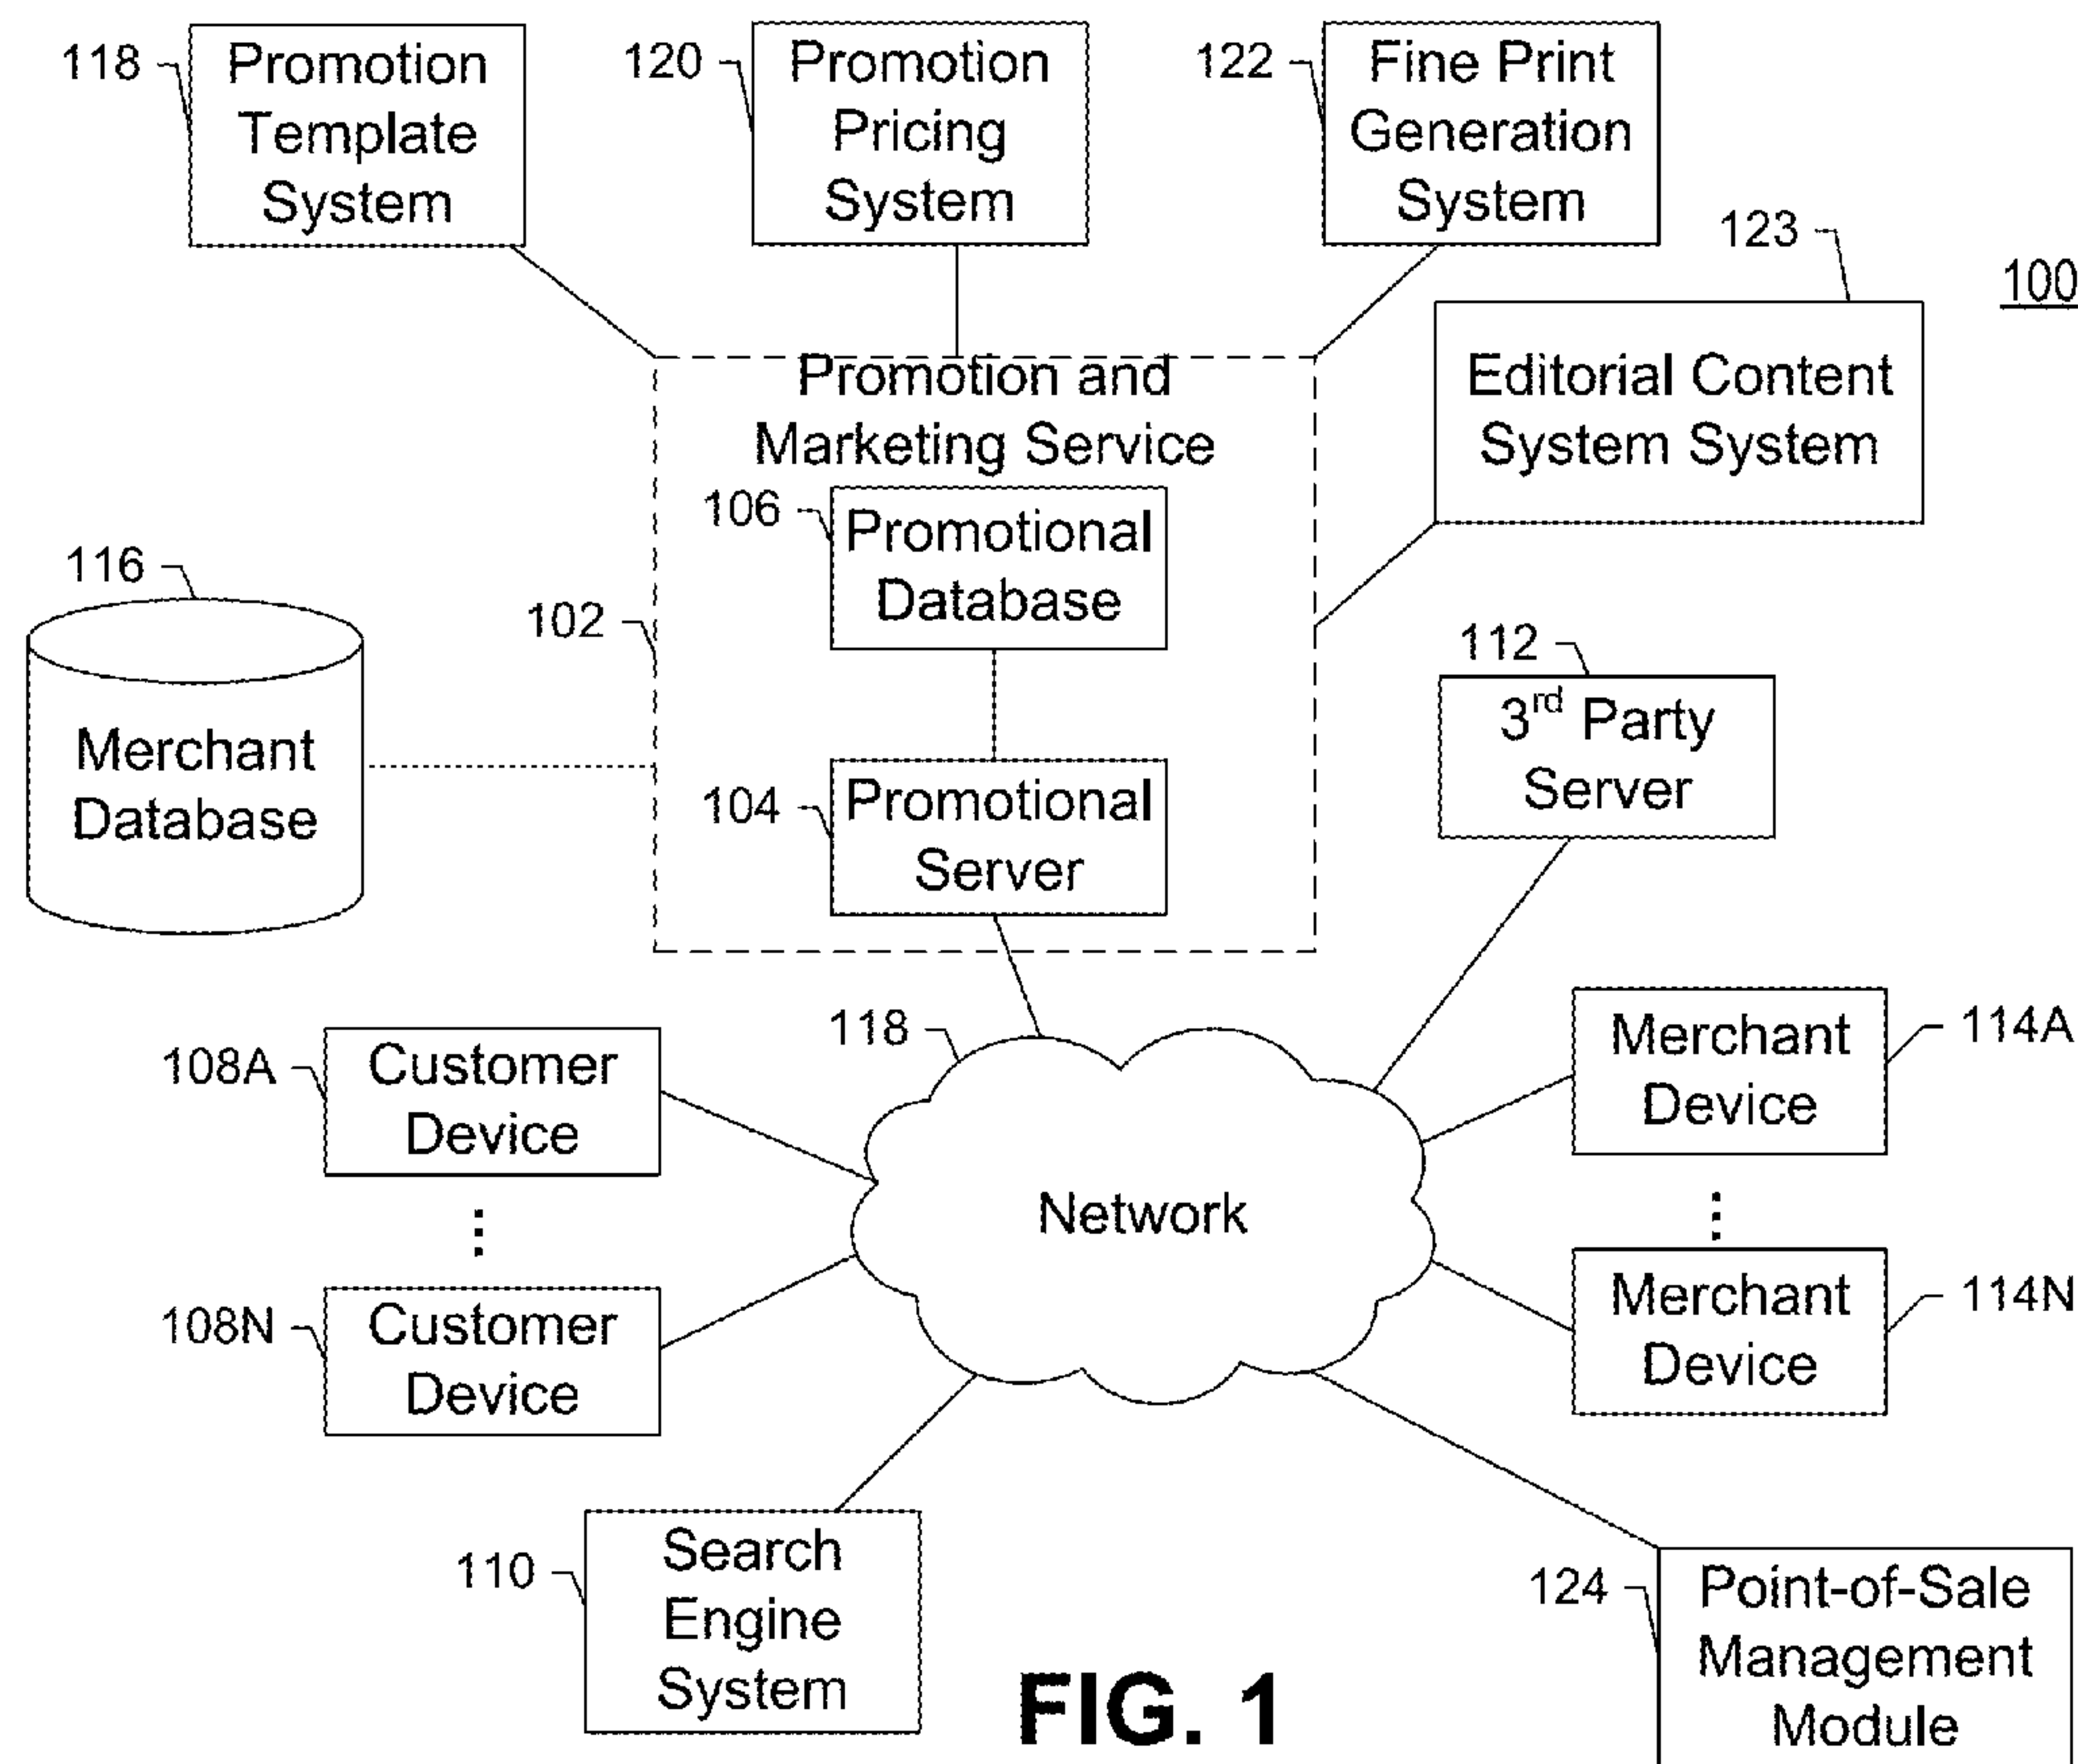 118
Promotion
Template
System
120
Promotion
Pricing
System
122
Fine Print
Generation
System
123
100
Editorial Content
System System
Promotion and
Marketing Service
106
Promotional
Database
116
102
Merchant
Database
112
3rd Party
Server
104
Promotional
Server
118
Network
108A
Customer
Device
114A
Merchant
Device
108N
Customer
Device
114N
Merchant
Device
110
Search
Engine
System
124
Point-of-Sale
Management
Module
FIG. 1